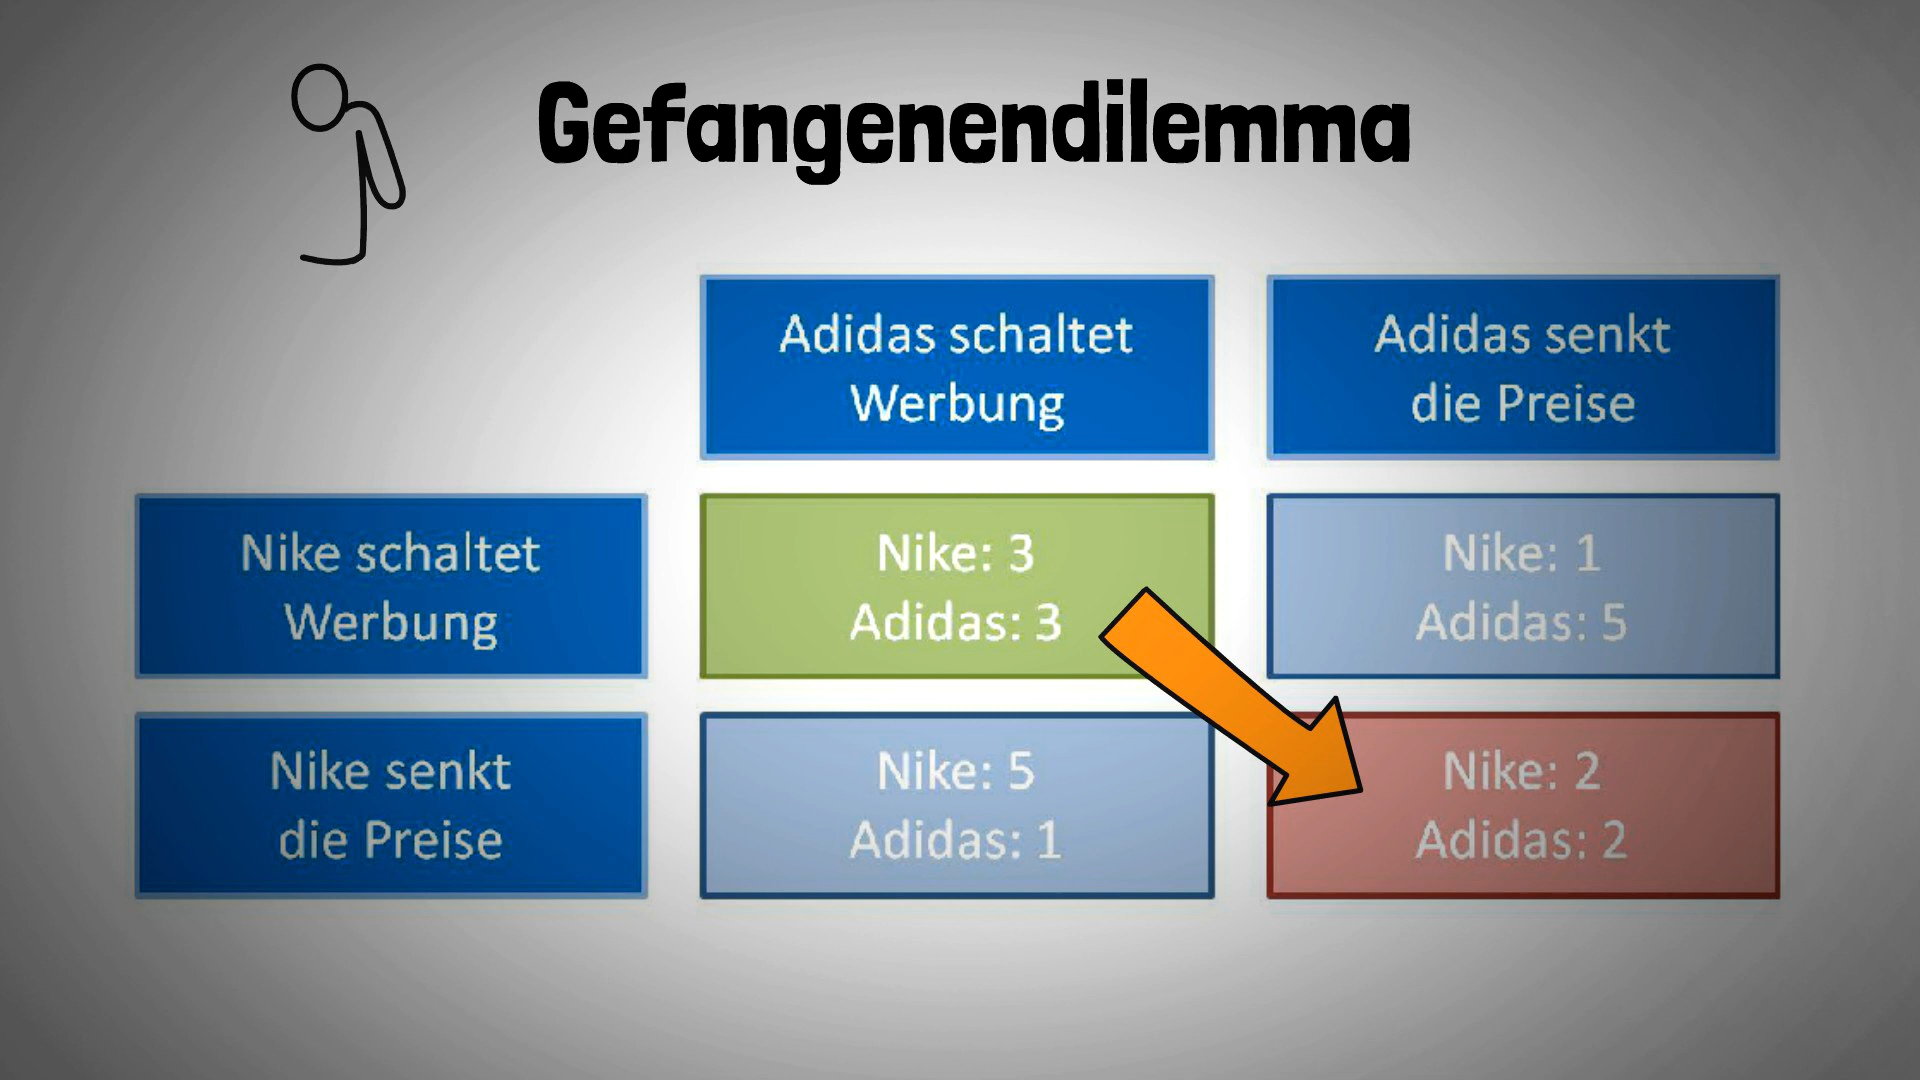 Gefangenendilemma
Adidas schaltet
Werbung
Adidas senkt
die Preise
Nike schaltet
Werbung
Nike: 3
Adidas: 3
Nike: 1
Adidas: 5
Nike senkt
die Preise
Nike: 5
Adidas: 1
Nike: 2
Adidas: 2